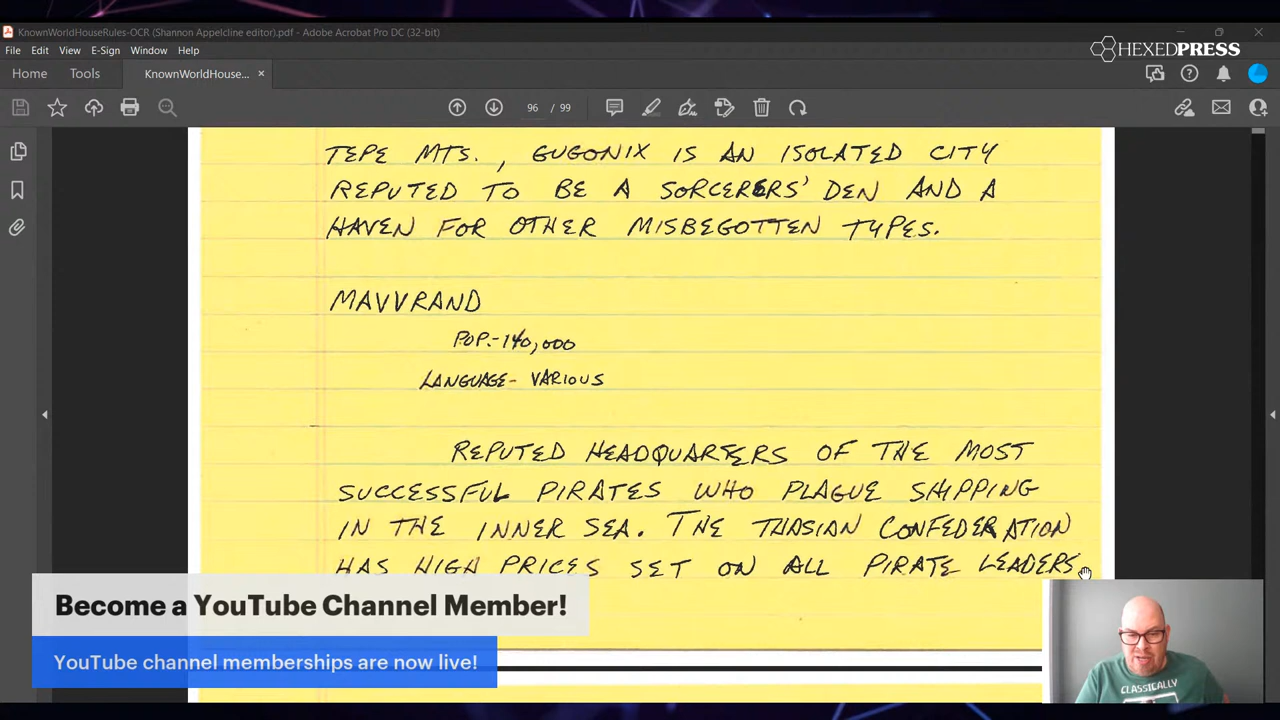 KnownWorldHouseRules-OCR (Shannon Appelcline editor).pdf - Adobe Acrobat Pro DC (32-bit)
File Edit View E-Sign Window Help
HEXEDPRESS
Home Tools KnownWorldHouse... ×
96 / 99
TEPE MTS., GUGONIX IS AN ISOLATED CITY
REPUTED TO BE A SORCERERS' DEN AND A
HAVEN FOR OTHER MISBEGOTTEN TYPES.
MAVVRAND
POP.- 140,000
LANGUAGE- VARIOUS
REPUTED HEADQUARTERS OF THE MOST
SUCCESSFUL PIRATES WHO PLAGUE SHIPPING
IN THE INNER SEA. THE THASIAN CONFEDERATION
HAS HIGH PRICES SET ON ALL PIRATE LEADERS.
Become a YouTube Channel Member!
YouTube channel memberships are now live!
CLASSICALLY